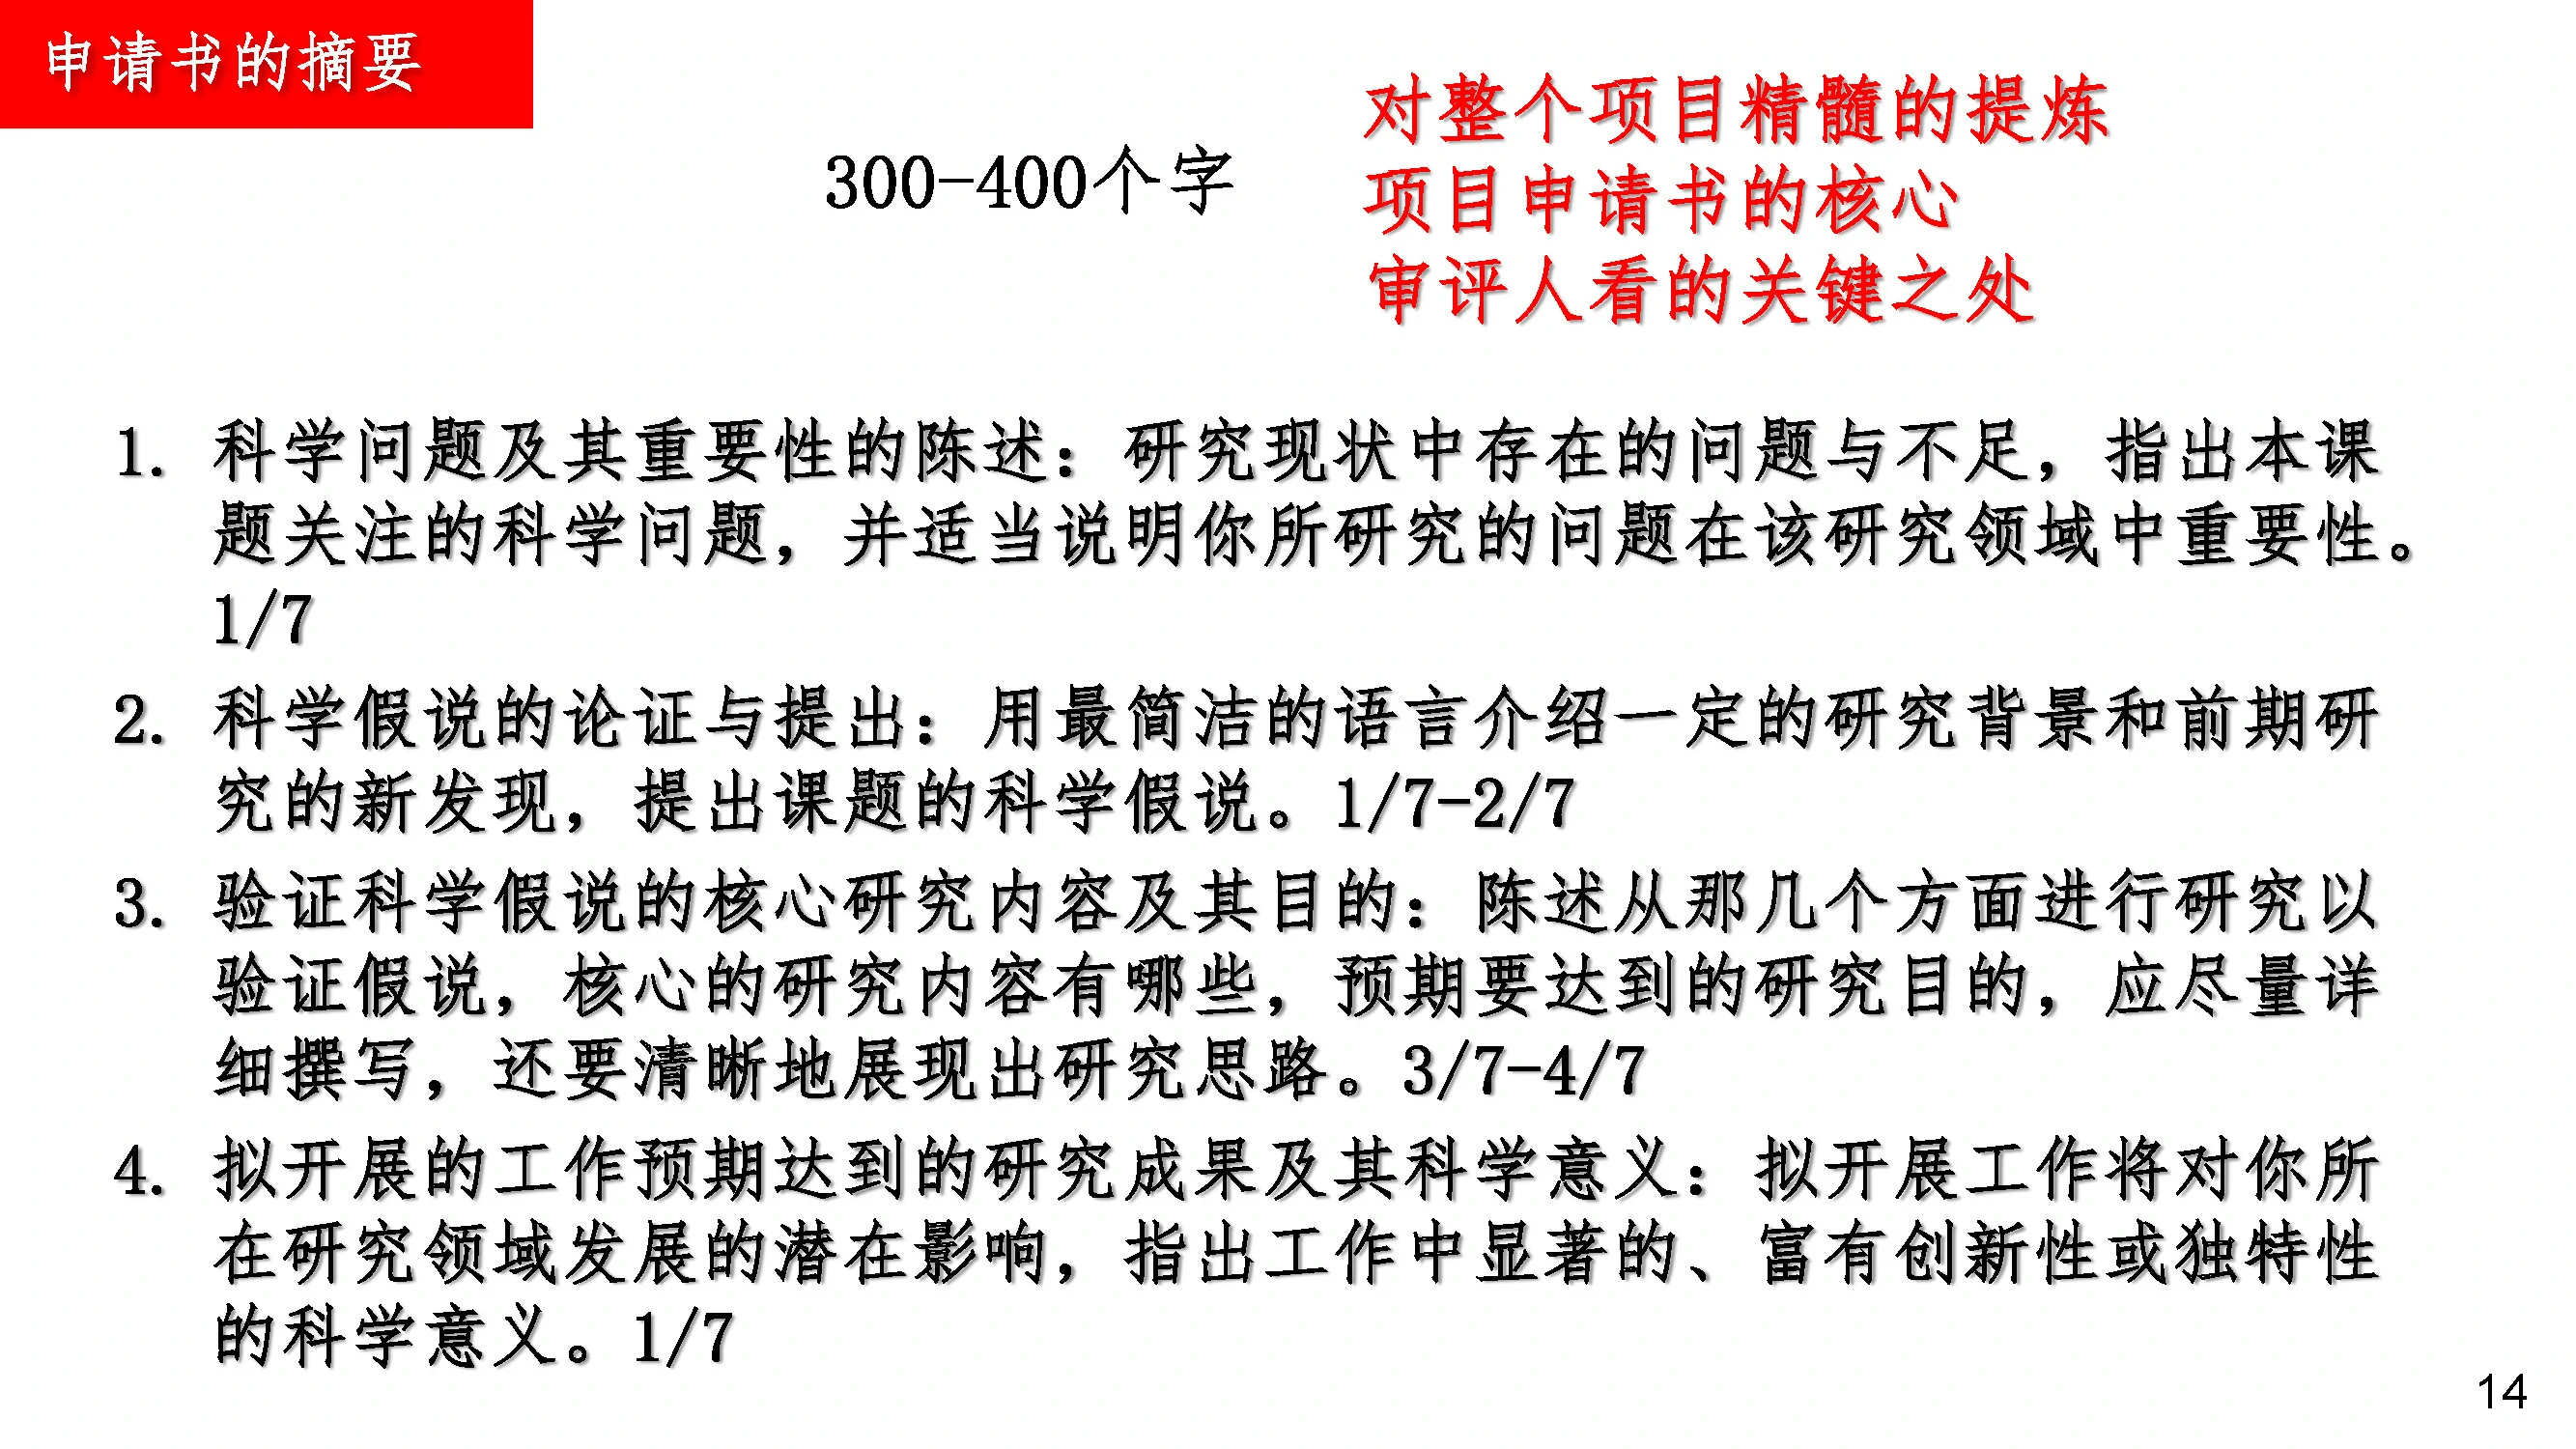 申请书的摘要
300-400个字
对整个项目精髓的提炼
项目申请书的核心
审评人看的关键之处
1. 科学问题及其重要性的陈述：研究现状中存在的问题与不足，指出本课
题关注的科学问题，并适当说明你所研究的问题在该研究领域中重要性。
1/7
2. 科学假说的论证与提出：用最简洁的语言介绍一定的研究背景和前期研
究的新发现，提出课题的科学假说。1/7-2/7
3. 验证科学假说的核心研究内容及其目的：陈述从那几个方面进行研究以
验证假说，核心的研究内容有哪些，预期要达到的研究目的，应尽量详
细撰写，还要清晰地展现出研究思路。3/7-4/7
4. 拟开展的工作预期达到的研究成果及其科学意义：拟开展工作将对你所
在研究领域发展的潜在影响，指出工作中显著的、富有创新性或独特性
的科学意义。1/7
14